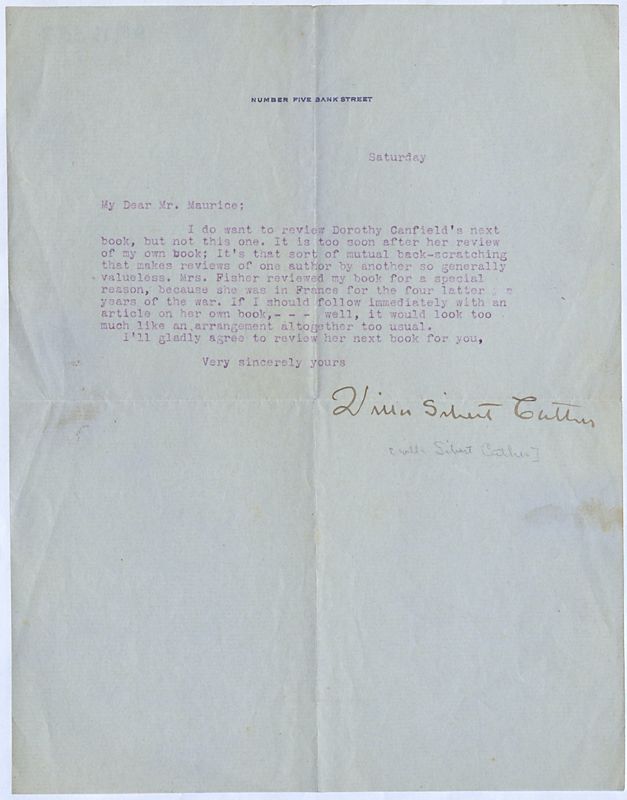 NUMBER FIVE BANK STREET
Saturday
My Dear Mr. Maurice;
I do want to review Dorothy Canfield's next
book, but not this one. It is too soon after her review
of my own book; It's that sort of mutual back-scratching
that makes reviews of one author by another so generally
valueless. Mrs. Fisher reviewed my book for a special
reason, because she was in France for the four latter
years of the war. If I should follow immediately with an
article on her own book,- - - well, it would look too
much like an arrangement altogether too usual.
I'll gladly agree to review her next book for you,
Very sincerely yours
Willa Sibert Cather
[Willa Sibert Cather]